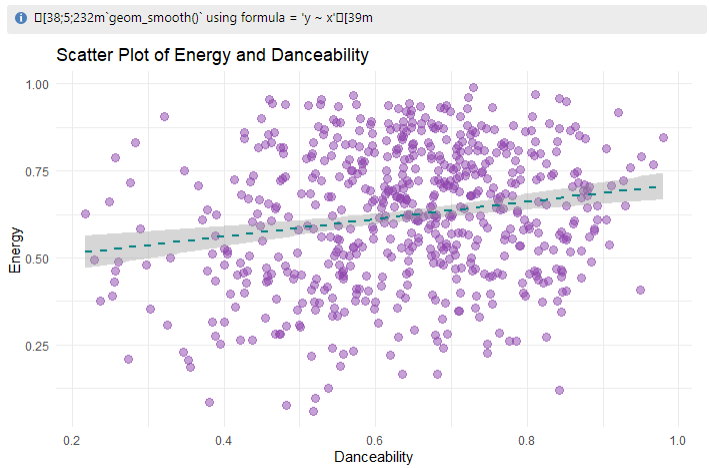 [38;5;232m`geom_smooth()` using formula = 'y ~ x'[39m
Scatter Plot of Energy and Danceability
1.00
0.75
0.50
0.25
Energy
0.2 0.4 0.6 0.8 1.0
Danceability